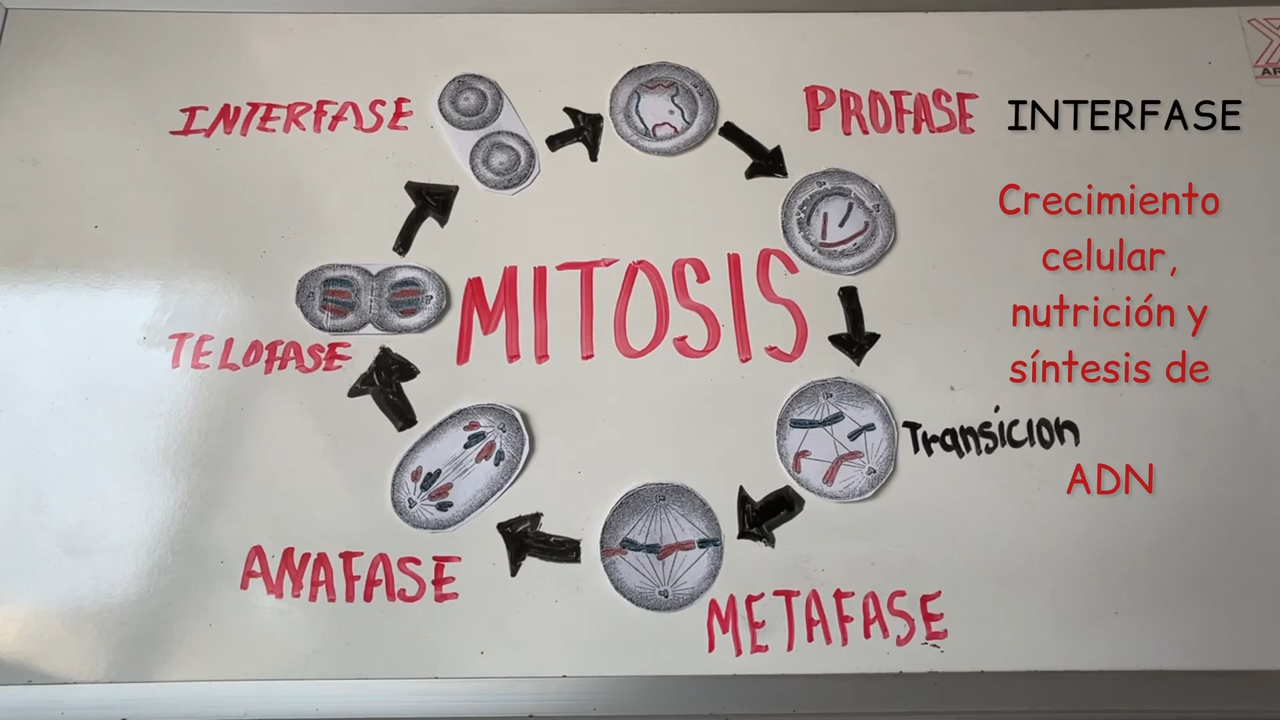 INTERFASE
PROFASE
INTERFASE
Crecimiento
celular,
nutrición y
síntesis de
ADN
MITOSIS
TELOFASE
Transicion
ANAFASE
METAFASE